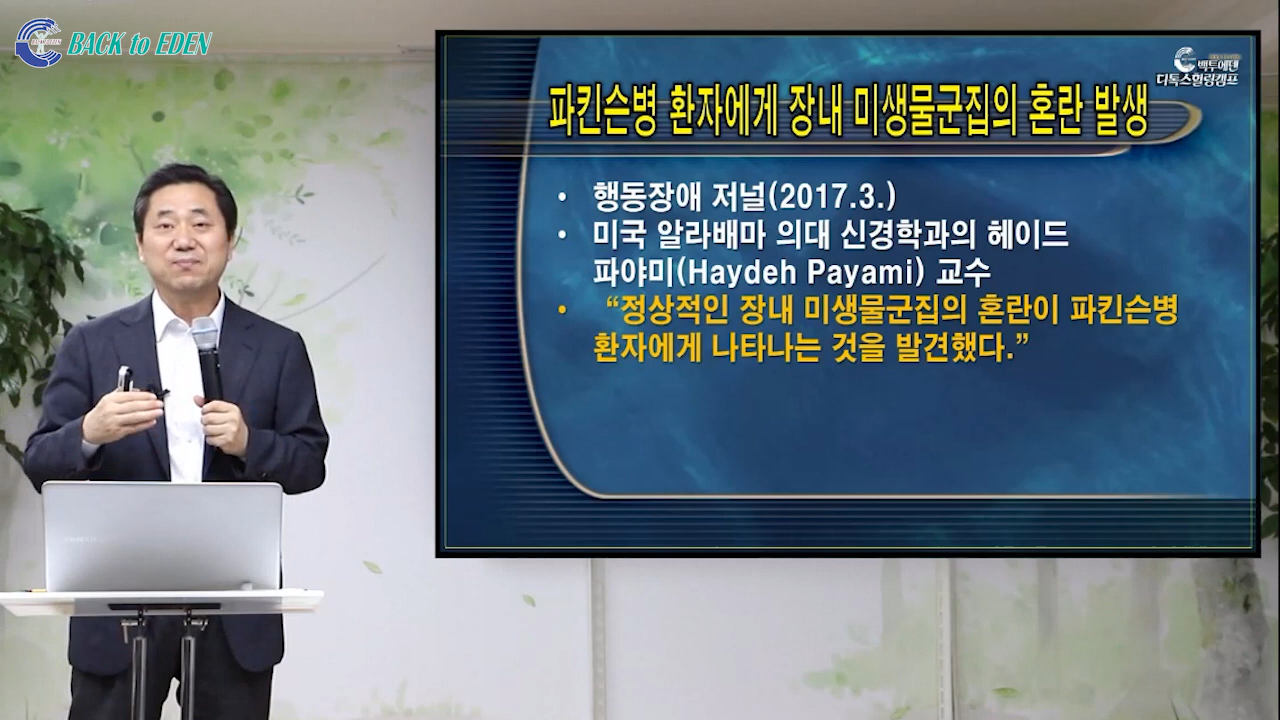 BACK to EDEN
백투에덴
디톡스힐링캠프
파킨슨병 환자에게 장내 미생물군집의 혼란 발생
• 행동장애 저널(2017.3.)
• 미국 알라배마 의대 신경학과의 헤이드
파야미(Haydeh Payami) 교수
• “정상적인 장내 미생물군집의 혼란이 파킨슨병
환자에게 나타나는 것을 발견했다.”